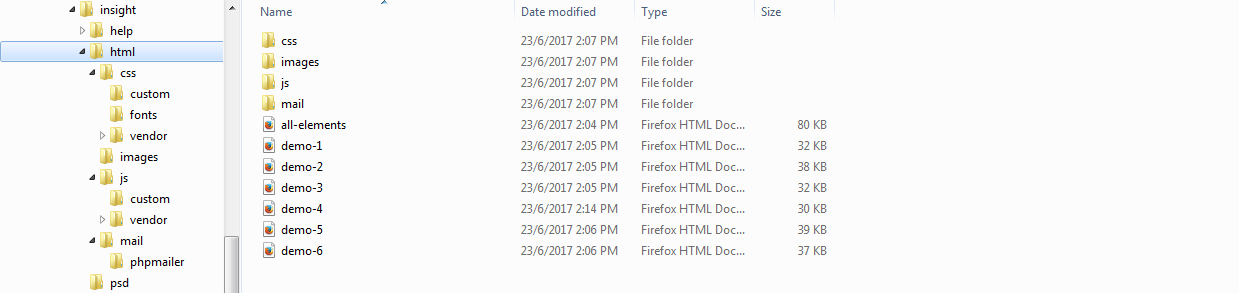 insight
help
html
css
custom
fonts
vendor
images
js
custom
vendor
mail
phpmailer
psd
Name Date modified Type Size
css 23/6/2017 2:07 PM File folder
images 23/6/2017 2:07 PM File folder
js 23/6/2017 2:07 PM File folder
mail 23/6/2017 2:07 PM File folder
all-elements 23/6/2017 2:04 PM Firefox HTML Doc... 80 KB
demo-1 23/6/2017 2:05 PM Firefox HTML Doc... 32 KB
demo-2 23/6/2017 2:05 PM Firefox HTML Doc... 38 KB
demo-3 23/6/2017 2:05 PM Firefox HTML Doc... 32 KB
demo-4 23/6/2017 2:14 PM Firefox HTML Doc... 30 KB
demo-5 23/6/2017 2:06 PM Firefox HTML Doc... 39 KB
demo-6 23/6/2017 2:06 PM Firefox HTML Doc... 37 KB